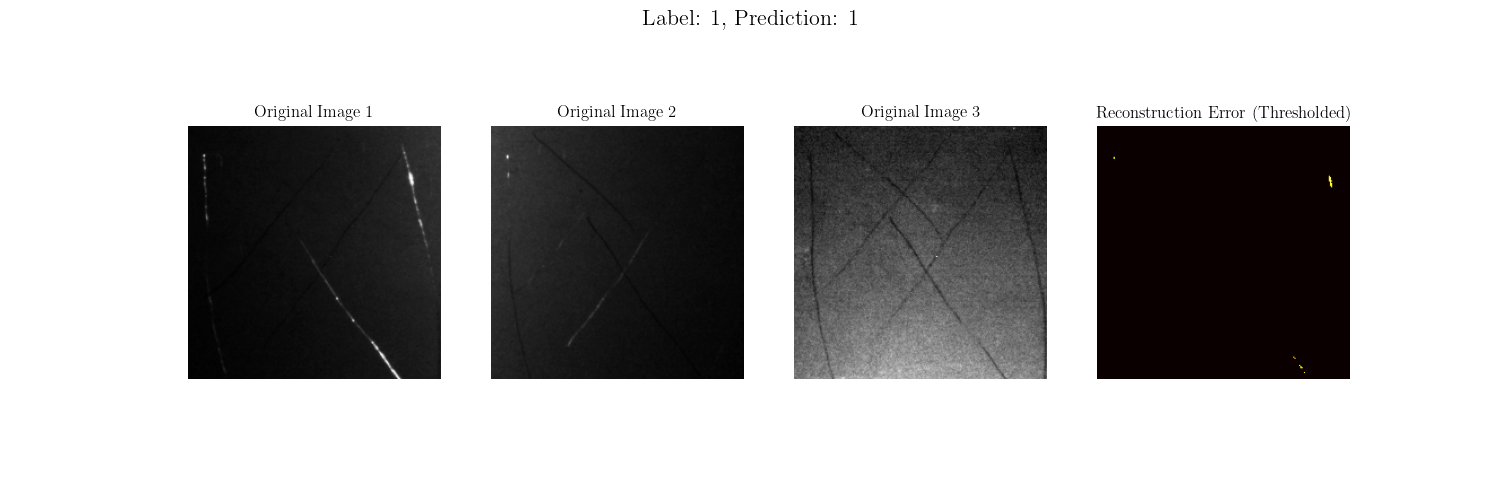 Label: 1, Prediction: 1
Original Image 1
Original Image 2
Original Image 3
Reconstruction Error (Thresholded)